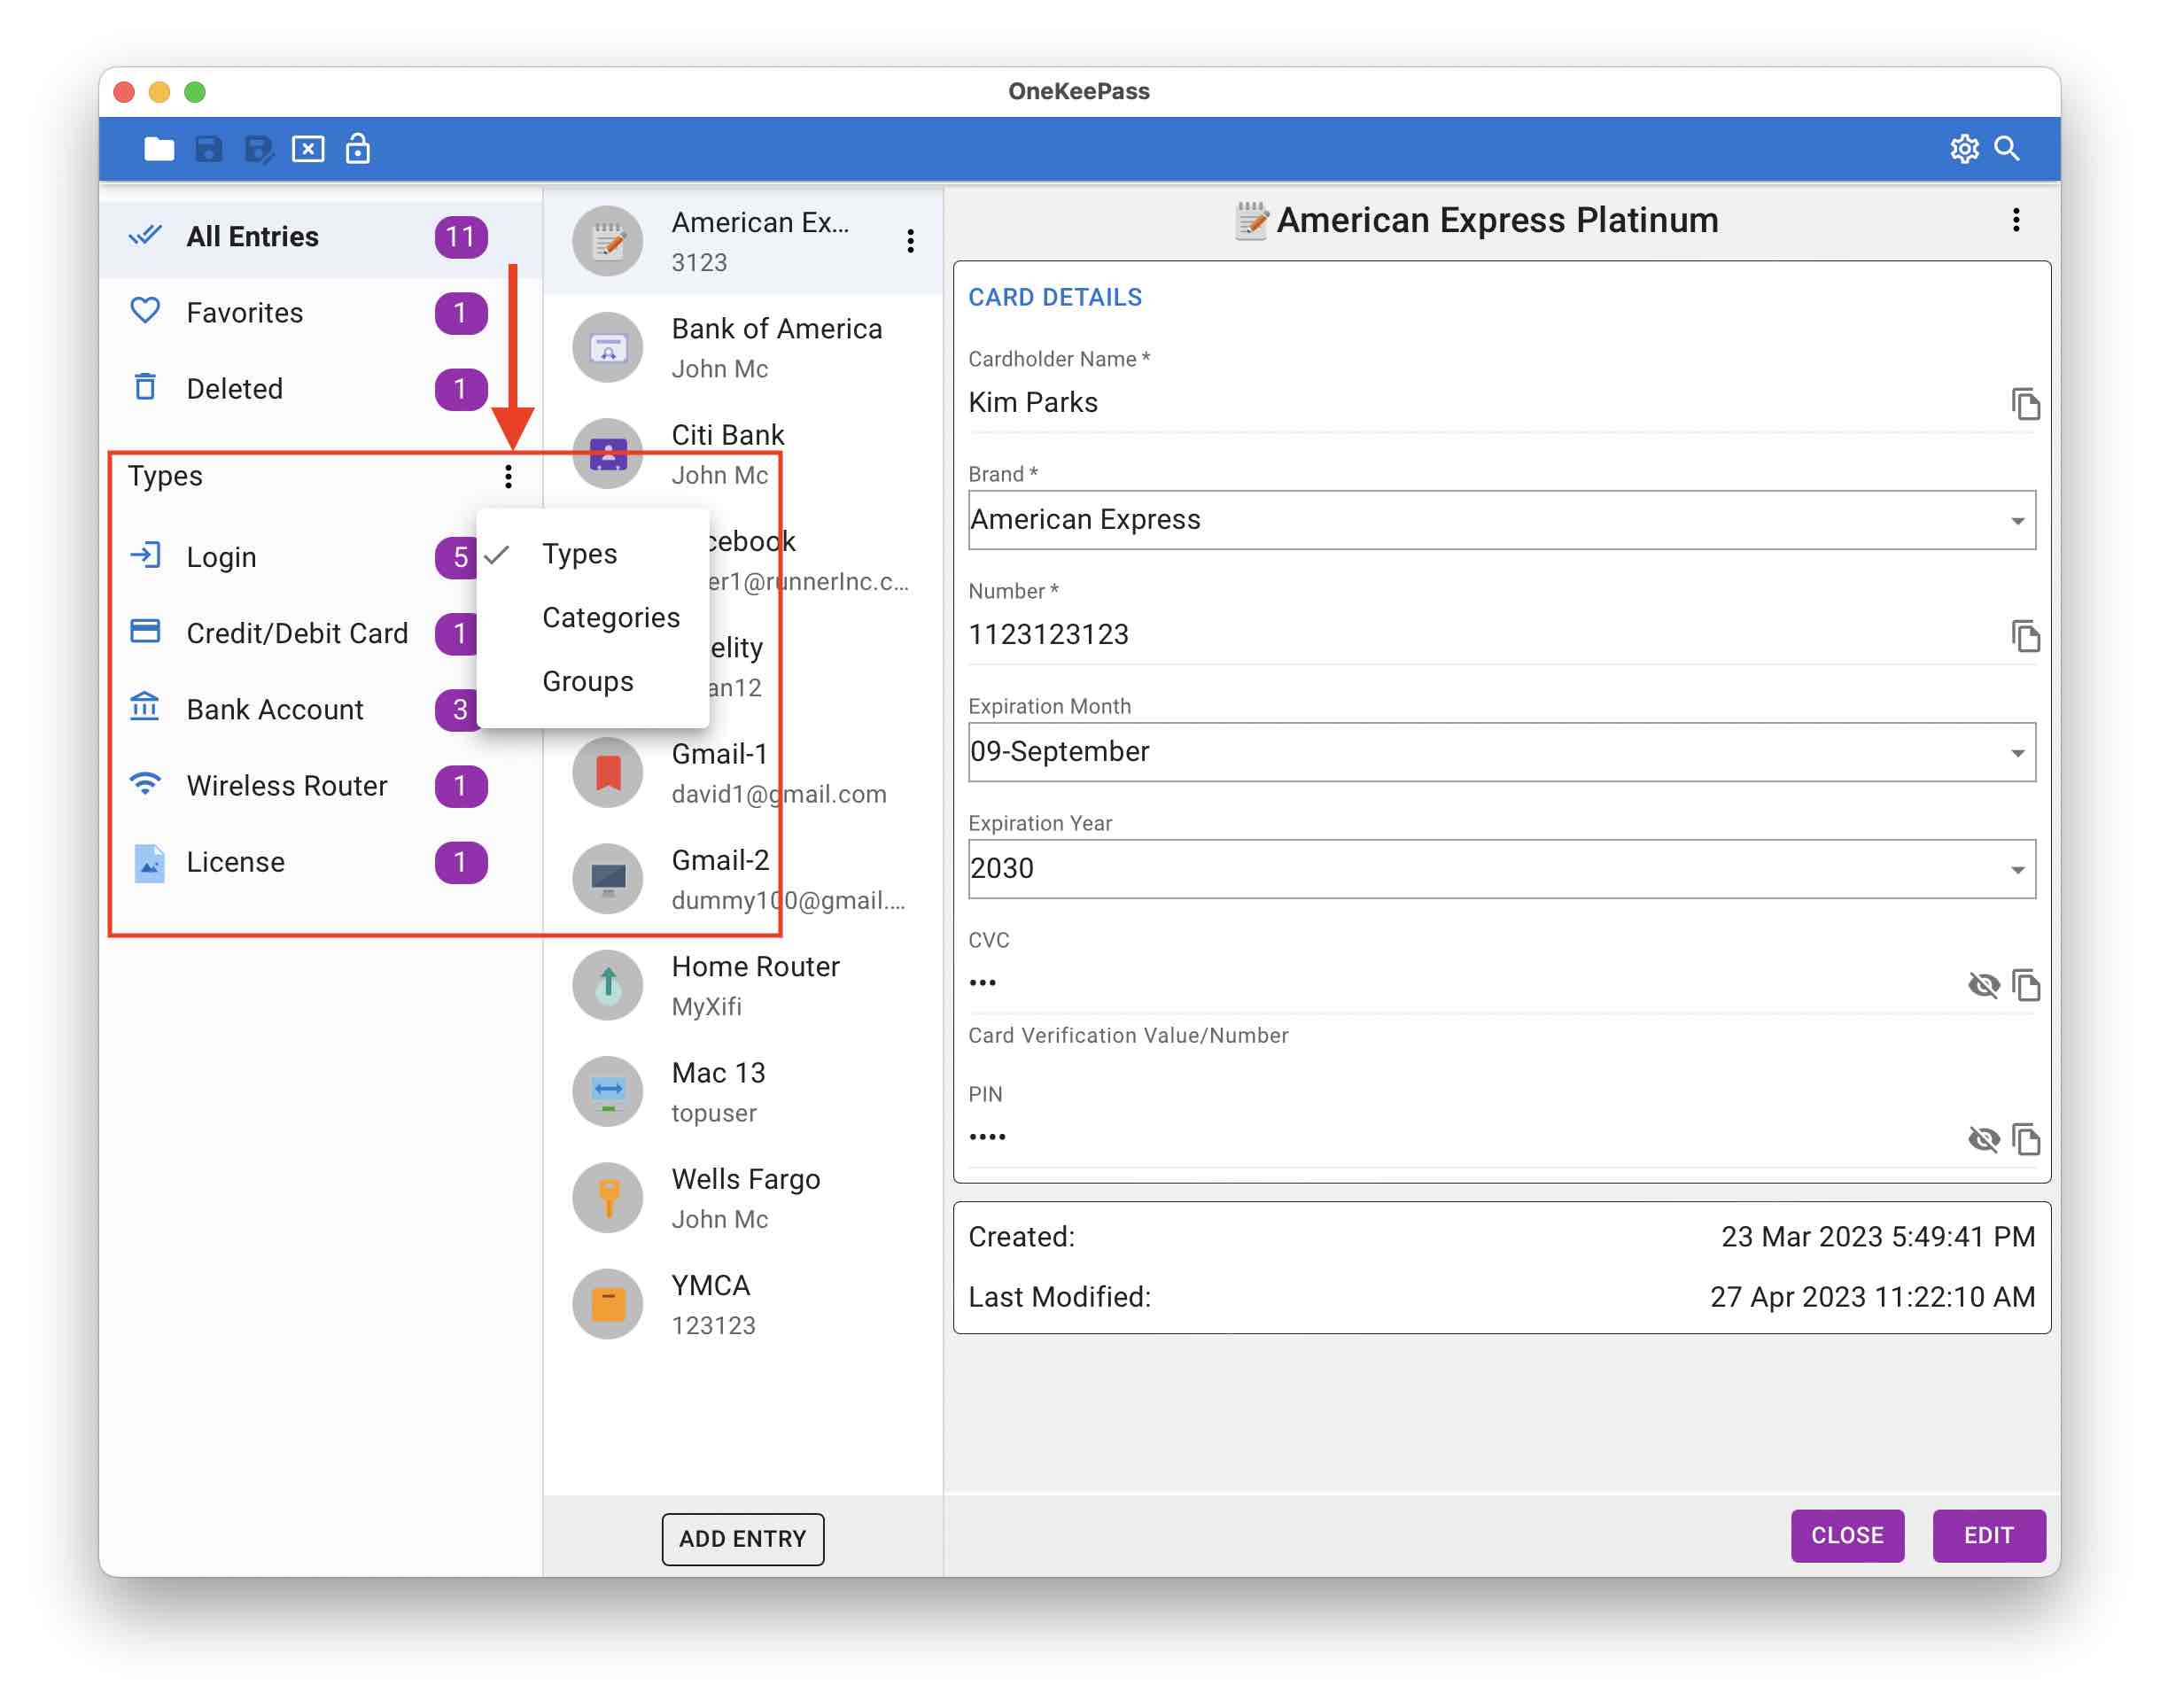 OneKeePass
All Entries 11
Favorites 1
Deleted 1
Types
Login 5
Credit/Debit Card 1
Bank Account 3
Wireless Router 1
License 1
Types
Categories
Groups
American Ex...
3123
Bank of America
John Mc
Citi Bank
John Mc
cebook
er1@runnerInc.c...
elity
an12
Gmail-1
david1@gmail.com
Gmail-2
dummy100@gmail....
Home Router
MyXifi
Mac 13
topuser
Wells Fargo
John Mc
YMCA
123123
ADD ENTRY
American Express Platinum
CARD DETAILS
Cardholder Name *
Kim Parks
Brand *
American Express
Number *
1123123123
Expiration Month
09-September
Expiration Year
2030
CVC
•••
Card Verification Value/Number
PIN
••••
Created: 23 Mar 2023 5:49:41 PM
Last Modified: 27 Apr 2023 11:22:10 AM
CLOSE EDIT